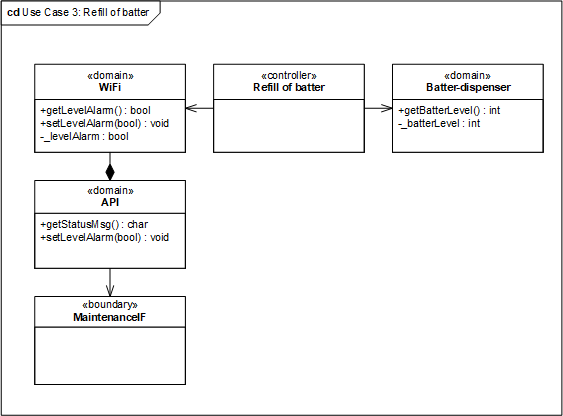 cd Use Case 3: Refill of batter
«domain»
WiFi
+getLevelAlarm() : bool
+setLevelAlarm(bool) : void
-_levelAlarm : bool
«controller»
Refill of batter
«domain»
Batter-dispenser
+getBatterLevel() : int
-_batterLevel : int
«domain»
API
+getStatusMsg() : char
+setLevelAlarm(bool) : void
«boundary»
MaintenanceIF